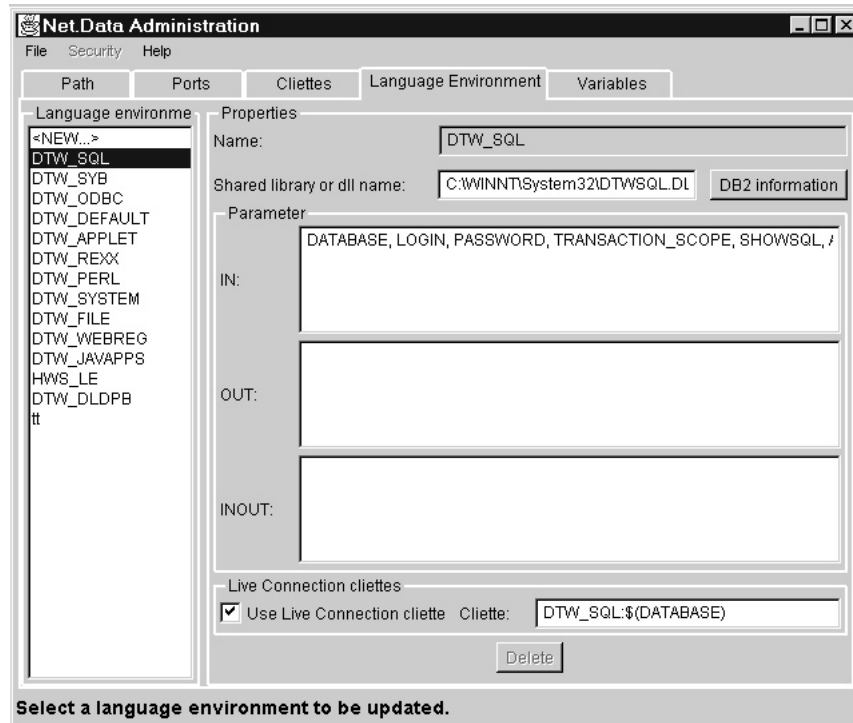 Net.Data Administration
File Security Help
Path Ports Cliettes Language Environment Variables
Language environme
<NEW...>
DTW_SQL
DTW_SYB
DTW_ODBC
DTW_DEFAULT
DTW_APPLET
DTW_REXX
DTW_PERL
DTW_SYSTEM
DTW_FILE
DTW_WEBREG
DTW_JAVAPPS
HWS_LE
DTW_DLDPB
tt
Properties
Name: DTW_SQL
Shared library or dll name: C:\WINNT\System32\DTWSQL.DL DB2 information
Parameter
IN: DATABASE, LOGIN, PASSWORD, TRANSACTION_SCOPE, SHOWSQL,
OUT:
INOUT:
Live Connection cliettes
Use Live Connection cliette Cliette: DTW_SQL:$(DATABASE)
Delete
Select a language environment to be updated.